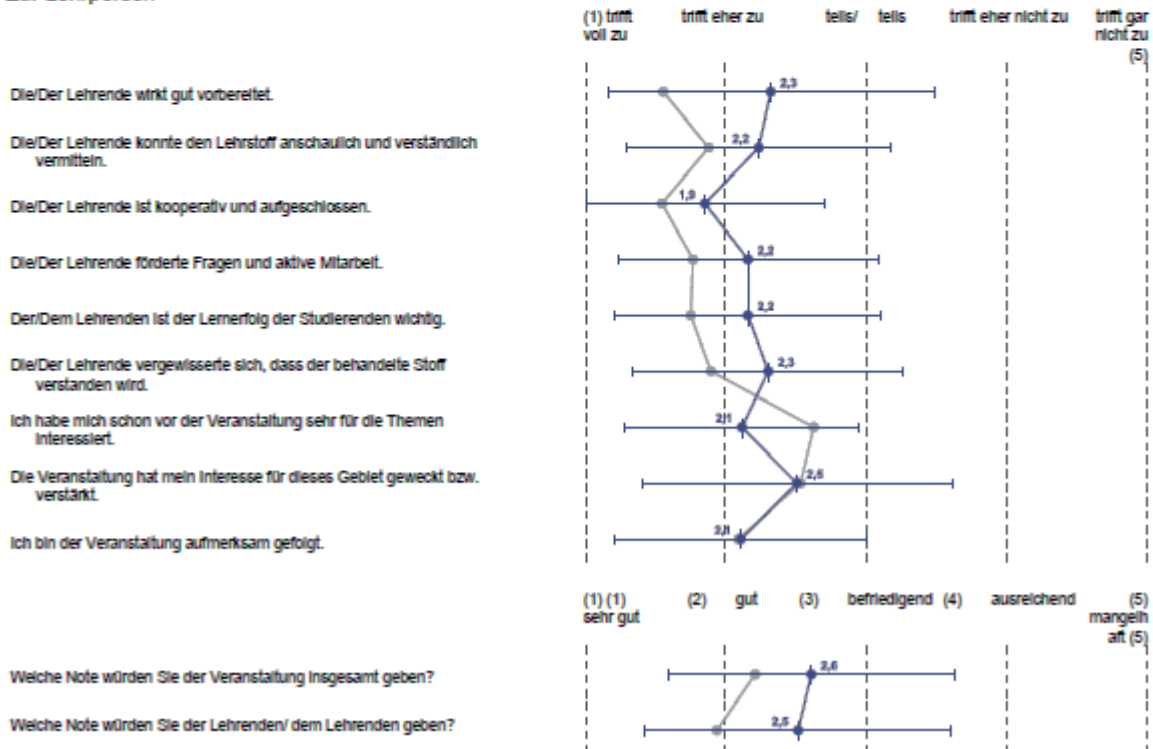 (1) trifft trifft eher zu teils/ teils trifft eher nicht zu trifft gar
voll zu nicht zu
(5)
Die/Der Lehrende wirkt gut vorbereitet.
2,3
Die/Der Lehrende konnte den Lehrstoff anschaulich und verständlich
vermitteln.
2,2
Die/Der Lehrende ist kooperativ und aufgeschlossen.
1,9
Die/Der Lehrende förderte Fragen und aktive Mitarbeit.
2,2
Der/Dem Lehrenden ist der Lernerfolg der Studierenden wichtig.
2,2
Die/Der Lehrende vergewisserte sich, dass der behandelte Stoff
verstanden wird.
2,3
Ich habe mich schon vor der Veranstaltung sehr für die Themen
interessiert.
2,1
Die Veranstaltung hat mein Interesse für dieses Gebiet geweckt bzw.
verstärkt.
2,5
Ich bin der Veranstaltung aufmerksam gefolgt.
2,1
(1) (1) (2) gut (3) befriedigend (4) ausreichend (5)
sehr gut mangelh
aft (5)
Welche Note würden Sie der Veranstaltung insgesamt geben?
2,6
Welche Note würden Sie der Lehrenden/ dem Lehrenden geben?
2,5